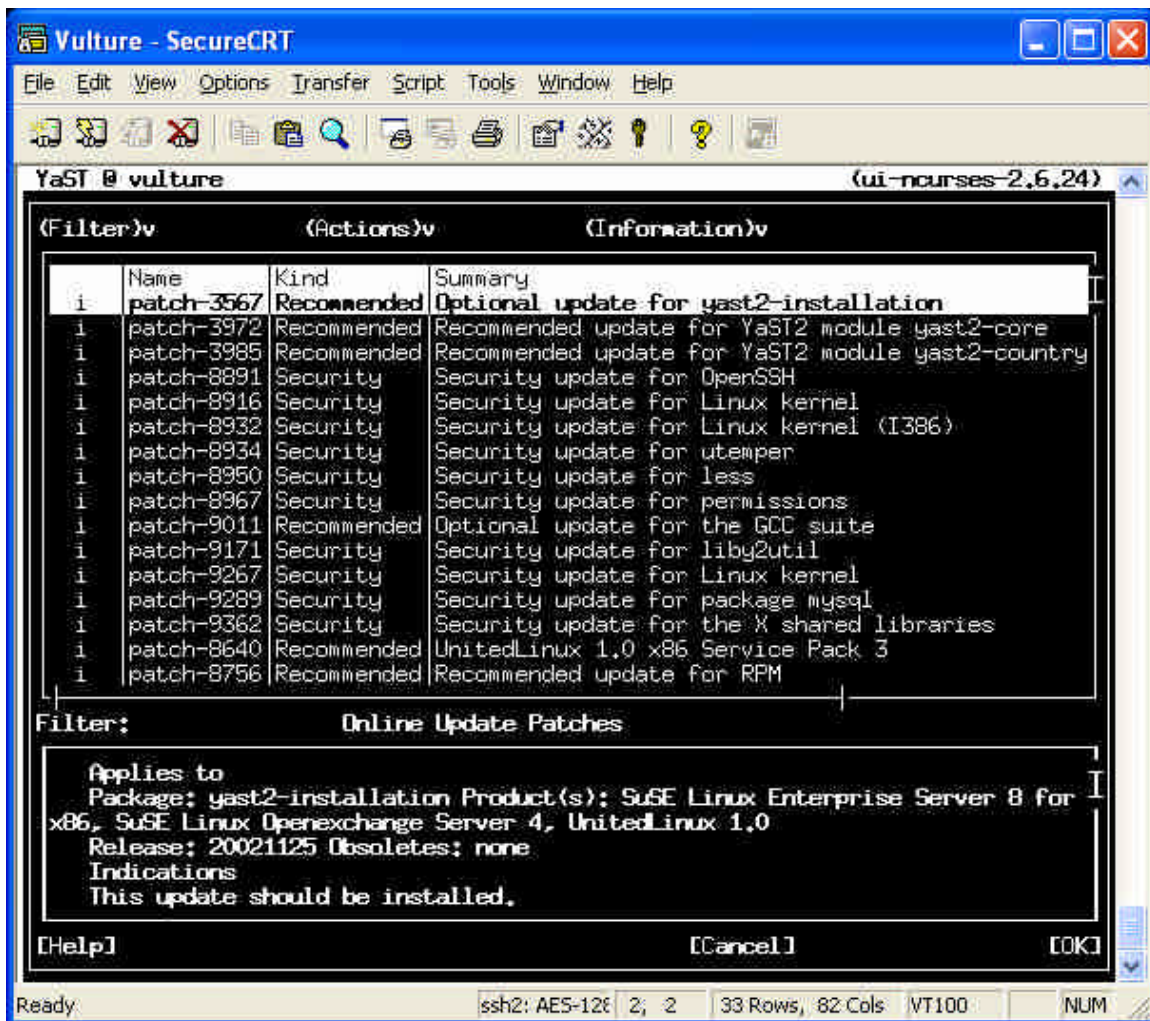 Vulture - SecureCRT
File Edit View Options Transfer Script Tools Window Help
YaST @ vulture (ui-ncurses-2.6.24)
(Filter)v (Actions)v (Information)v
Name Kind Summary
i patch-3567 Recommended Optional update for yast2-installation
i patch-3972 Recommended Recommended update for YaST2 module yast2-core
i patch-3985 Recommended Recommended update for YaST2 module yast2-country
i patch-8891 Security Security update for OpenSSH
i patch-8916 Security Security update for Linux kernel
i patch-8932 Security Security update for Linux kernel (I386)
i patch-8934 Security Security update for utemper
i patch-8950 Security Security update for less
i patch-8967 Security Security update for permissions
i patch-9011 Recommended Optional update for the GCC suite
i patch-9171 Security Security update for liby2util
i patch-9267 Security Security update for Linux kernel
i patch-9289 Security Security update for package mysql
i patch-9362 Security Security update for the X shared libraries
i patch-8640 Recommended UnitedLinux 1.0 x86 Service Pack 3
i patch-8756 Recommended Recommended update for RPM
Filter: Online Update Patches
Applies to
Package: yast2-installation Product(s): SuSE Linux Enterprise Server 8 for
x86, SuSE Linux Openexchange Server 4, UnitedLinux 1.0
Release: 20021125 Obsoletes: none
Indications
This update should be installed.
[Help] [Cancel] [OK]
Ready ssh2: AES-128 2, 2 33 Rows, 82 Cols VT100 NUM